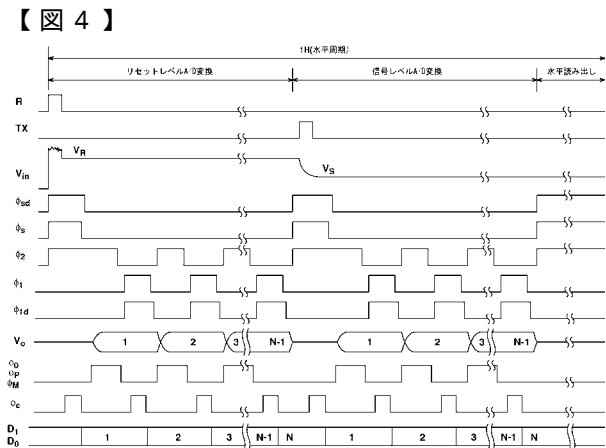 【図４】
1H(水平周期)
リセットレベルA/D変換 信号レベルA/D変換 水平読み出し
R
TX
Vin VR VS
φsd
φs
φ2
φ1
φ1d
Vo 1 2 3 N-1 1 2 3 N-1
φM
D1
D0 1 2 3 N-1 N 1 2 3 N-1 N